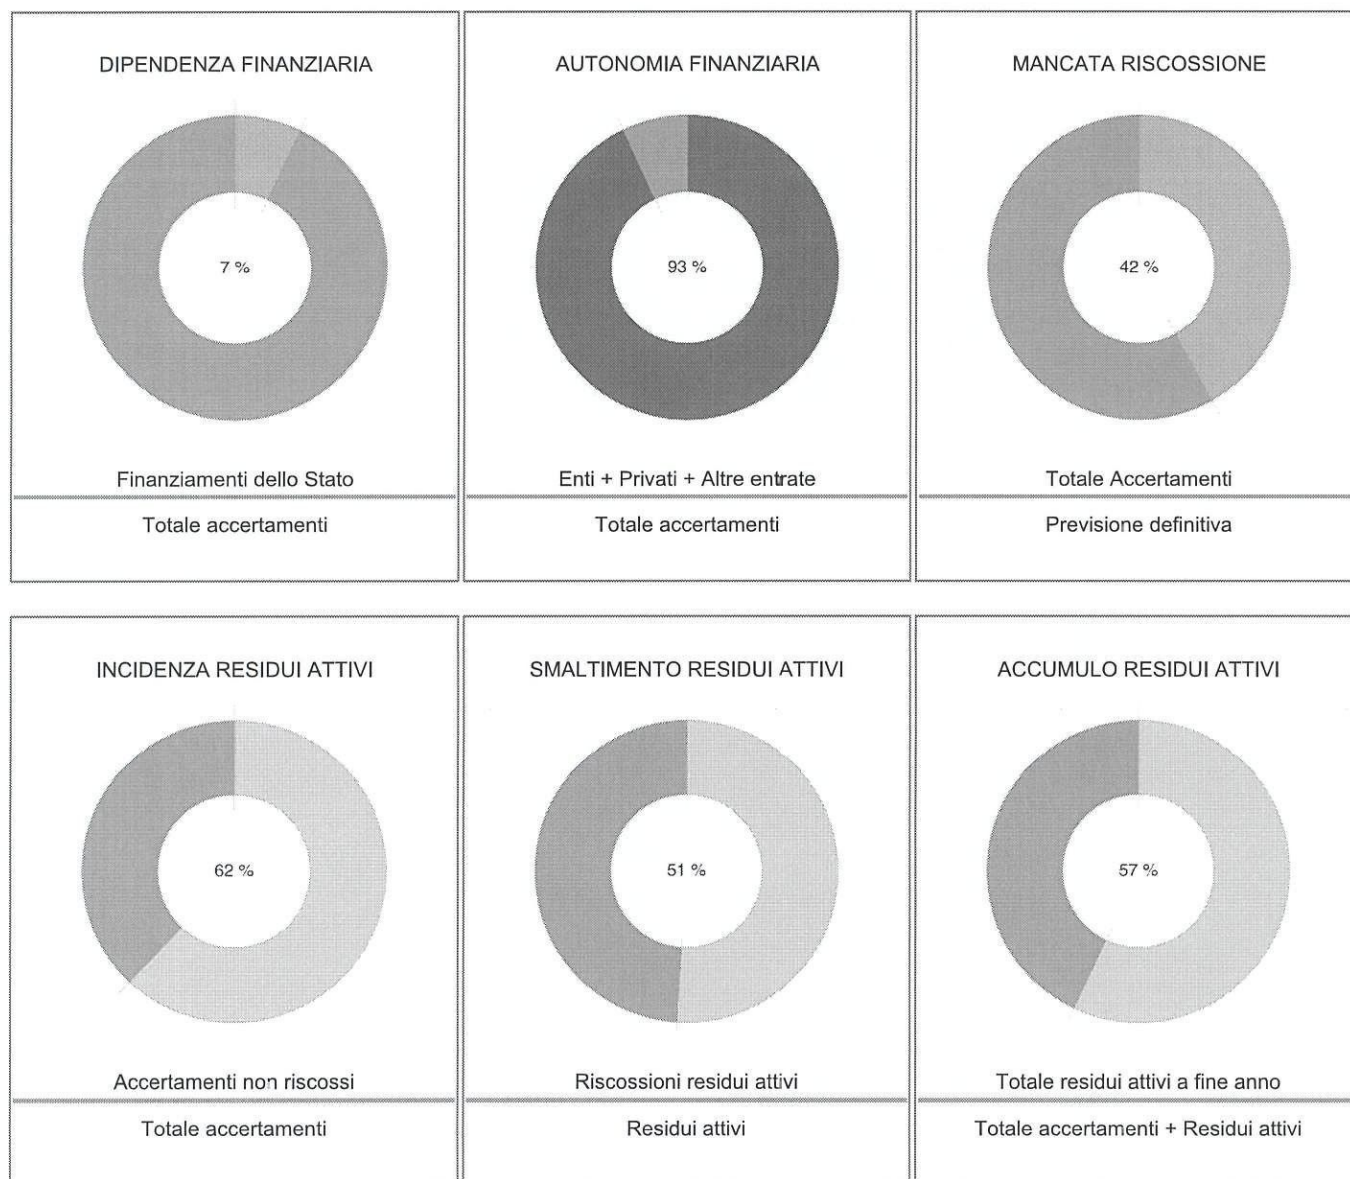 DIPENDENZA FINANZIARIA
7 %
Finanziamenti dello Stato
Totale accertamenti
AUTONOMIA FINANZIARIA
93 %
Enti + Privati + Altre entrate
Totale accertamenti
MANCATA RISCOSSIONE
42 %
Totale Accertamenti
Previsione definitiva
INCIDENZA RESIDUI ATTIVI
62 %
Accertamenti non riscossi
Totale accertamenti
SMALTIMENTO RESIDUI ATTIVI
51 %
Riscossioni residui attivi
Residui attivi
ACCUMULO RESIDUI ATTIVI
57 %
Totale residui attivi a fine anno
Totale accertamenti + Residui attivi